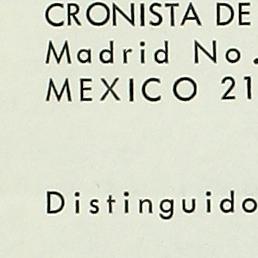 CRONISTA DE
Madrid No.
MEXICO 21
Distinguido